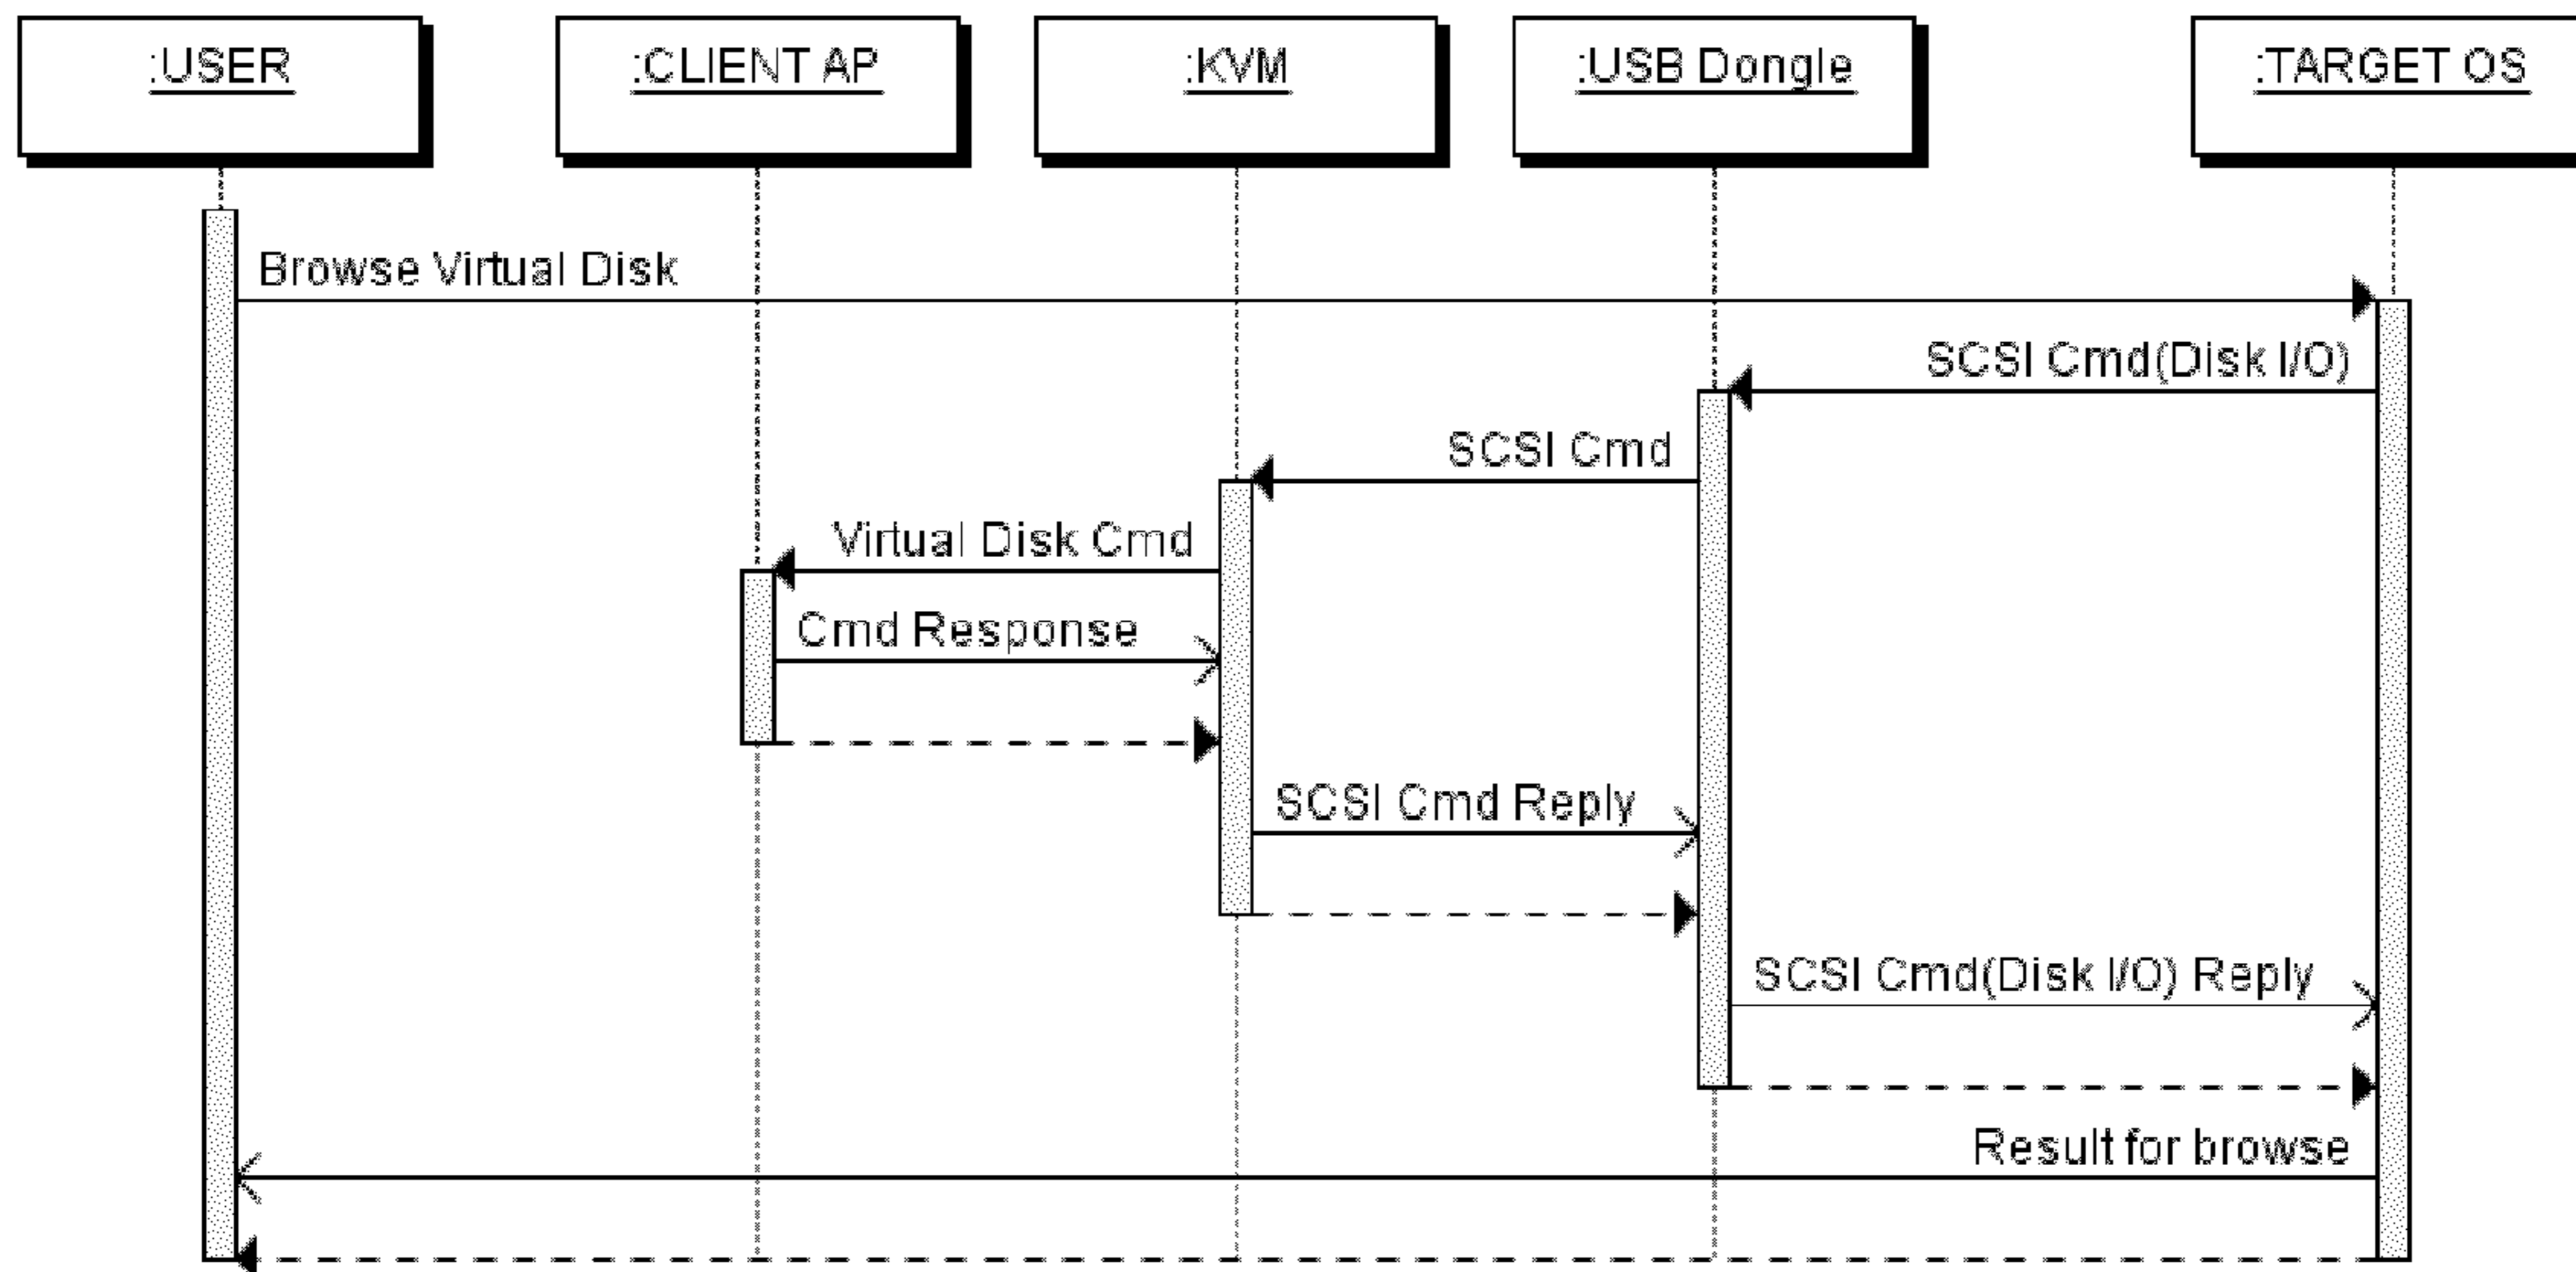 :USER
:CLIENT AP
:KVM
:USB Dongle
:TARGET OS
Browse Virtual Disk
SCSI Cmd(Disk I/O)
SCSI Cmd
Virtual Disk Cmd
Cmd Response
SCSI Cmd Reply
SCSI Cmd(Disk I/O) Reply
Result for browse